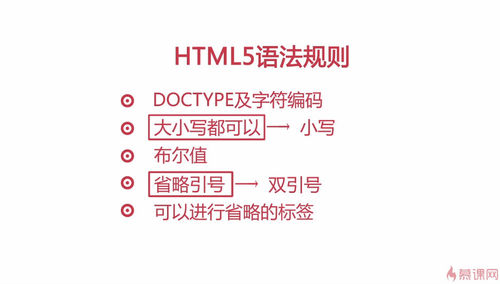 HTML5语法规则
DOCTYPE及字符编码
大小写都可以 → 小写
布尔值
省略引号 → 双引号
可以进行省略的标签
慕课网